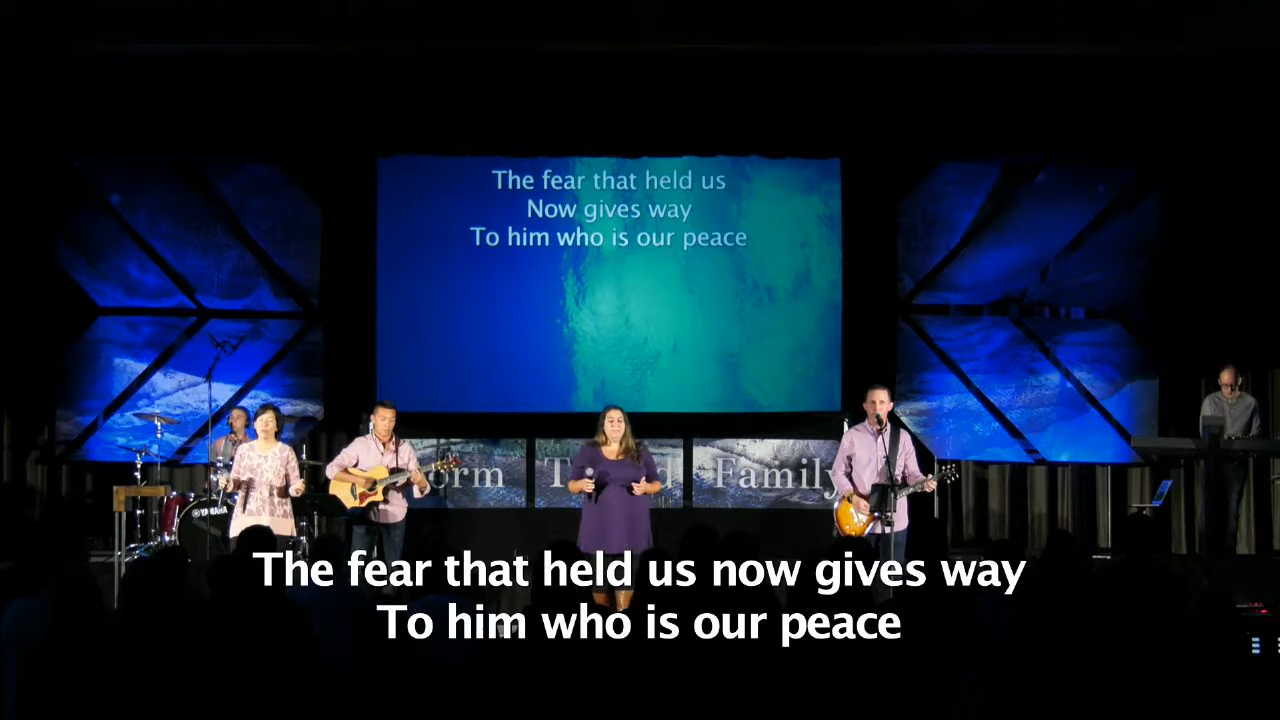 The fear that held us
Now gives way
To him who is our peace
orm
Family
YAMAHA
The fear that held us now gives way
To him who is our peace